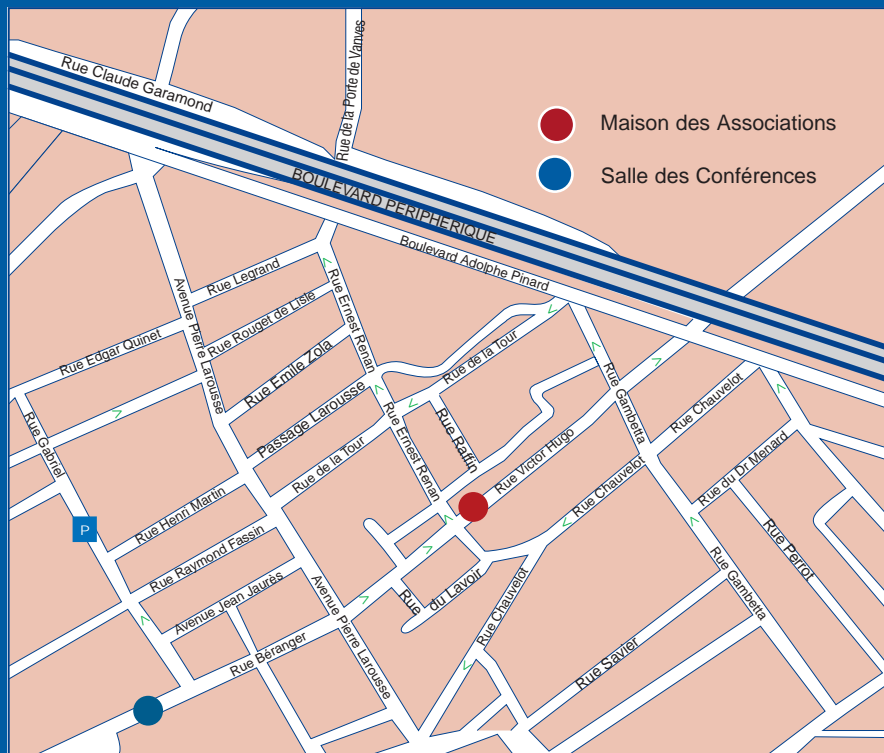 Rue Claude Garamond
Rue de la Porte de Vanves
Maison des Associations
Salle des Conférences
BOULEVARD PERIPHERIQUE
Boulevard Adolphe Pinard
Rue Legrand
Avenue Pierre Larousse
Rue Rouget de Lisle
Rue Ernest Renan
Rue Edgar Quinet
Rue Emile Zola
Rue de la Tour
Rue Gambetta
Rue Chauvelot
Passage Larousse
Rue Gabriel
Rue Ernest Renan
Rue Raffin
Rue Victor Hugo
Rue de la Tour
Rue du Dr Menard
Rue Chauvelot
Rue Henri Martin
P
Rue Raymond Fassin
Rue Perrot
Rue Gambetta
Avenue Jean Jaurès
Rue du Lavoir
Avenue Pierre Larousse
Rue Chauvelot
Rue Béranger
Rue Savier